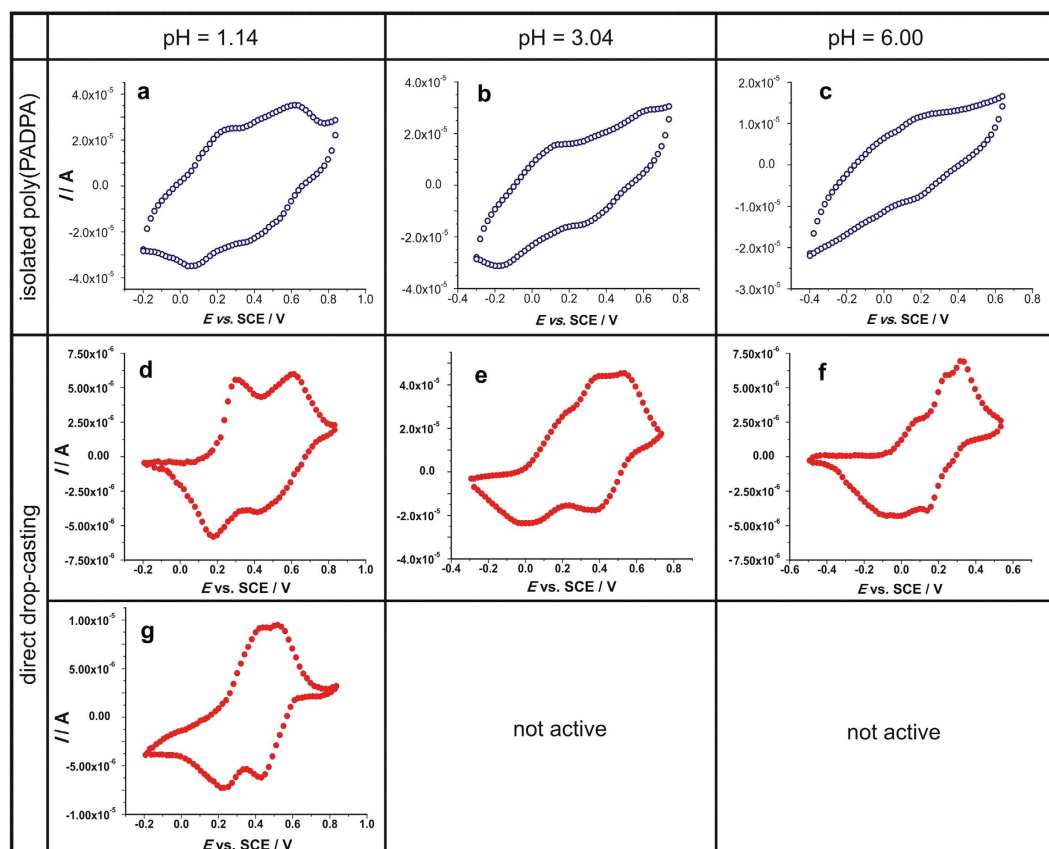 pH = 1.14
pH = 3.04
pH = 6.00
isolated poly(PADPA)
a
4.0x10⁻⁵
2.0x10⁻⁵
0.0
-2.0x10⁻⁵
-4.0x10⁻⁵
I / A
0.0 0.2 0.4 0.6 0.8 1.0
-0.2
E vs. SCE / V
b
4.0x10⁻⁵
2.0x10⁻⁵
0.0
-2.0x10⁻⁵
-4.0x10⁻⁵
-0.4 -0.2 0.0 0.2 0.4 0.6 0.8
E vs. SCE / V
c
2.0x10⁻⁵
1.0x10⁻⁵
0.0
-1.0x10⁻⁵
-2.0x10⁻⁵
-3.0x10⁻⁵
-0.4 -0.2 0.0 0.2 0.4 0.6 0.8
E vs. SCE / V
direct drop-casting
d
7.50x10⁻⁶
5.00x10⁻⁶
2.50x10⁻⁶
0.00
-2.50x10⁻⁶
-5.00x10⁻⁶
-7.50x10⁻⁶
I / A
-0.2 0.0 0.2 0.4 0.6 0.8 1.0
E vs. SCE / V
e
4.0x10⁻⁵
2.0x10⁻⁵
0.0
-2.0x10⁻⁵
-4.0x10⁻⁵
-0.4 -0.2 0.0 0.2 0.4 0.6 0.8
E vs. SCE / V
f
7.50x10⁻⁶
5.00x10⁻⁶
2.50x10⁻⁶
0.00
-2.50x10⁻⁶
-5.00x10⁻⁶
-7.50x10⁻⁶
-0.6 -0.4 -0.2 0.0 0.2 0.4 0.6
E vs. SCE / V
g
1.00x10⁻⁵
5.00x10⁻⁶
0.00
-5.00x10⁻⁶
-1.00x10⁻⁵
I / A
-0.2 0.0 0.2 0.4 0.6 0.8 1.0
E vs. SCE / V
not active
not active